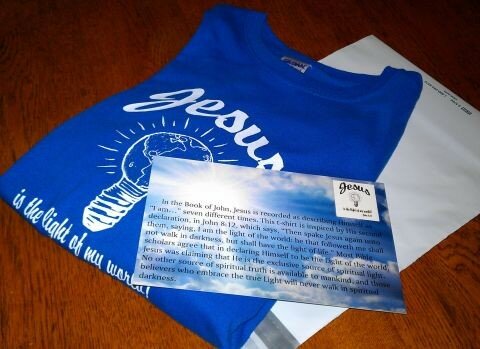 Jesus
is the light of my world!
Jesus
is the light of my world!
In the Book of John, Jesus is recorded as describing Himself as
"I am…" seven different times. This t-shirt is inspired by His second
declaration, in John 8:12, which says, "Then spake Jesus again unto
them, saying, I am the light of the world: he that followeth me shall
not walk in darkness, but shall have the light of life." Most Bible
scholars agree that in declaring Himself to be the Light of the world,
Jesus was claiming that He is the exclusive source of spiritual light.
No other source of spiritual truth is available to mankind, and those
believers who embrace the true Light will never walk in spiritual
darkness.